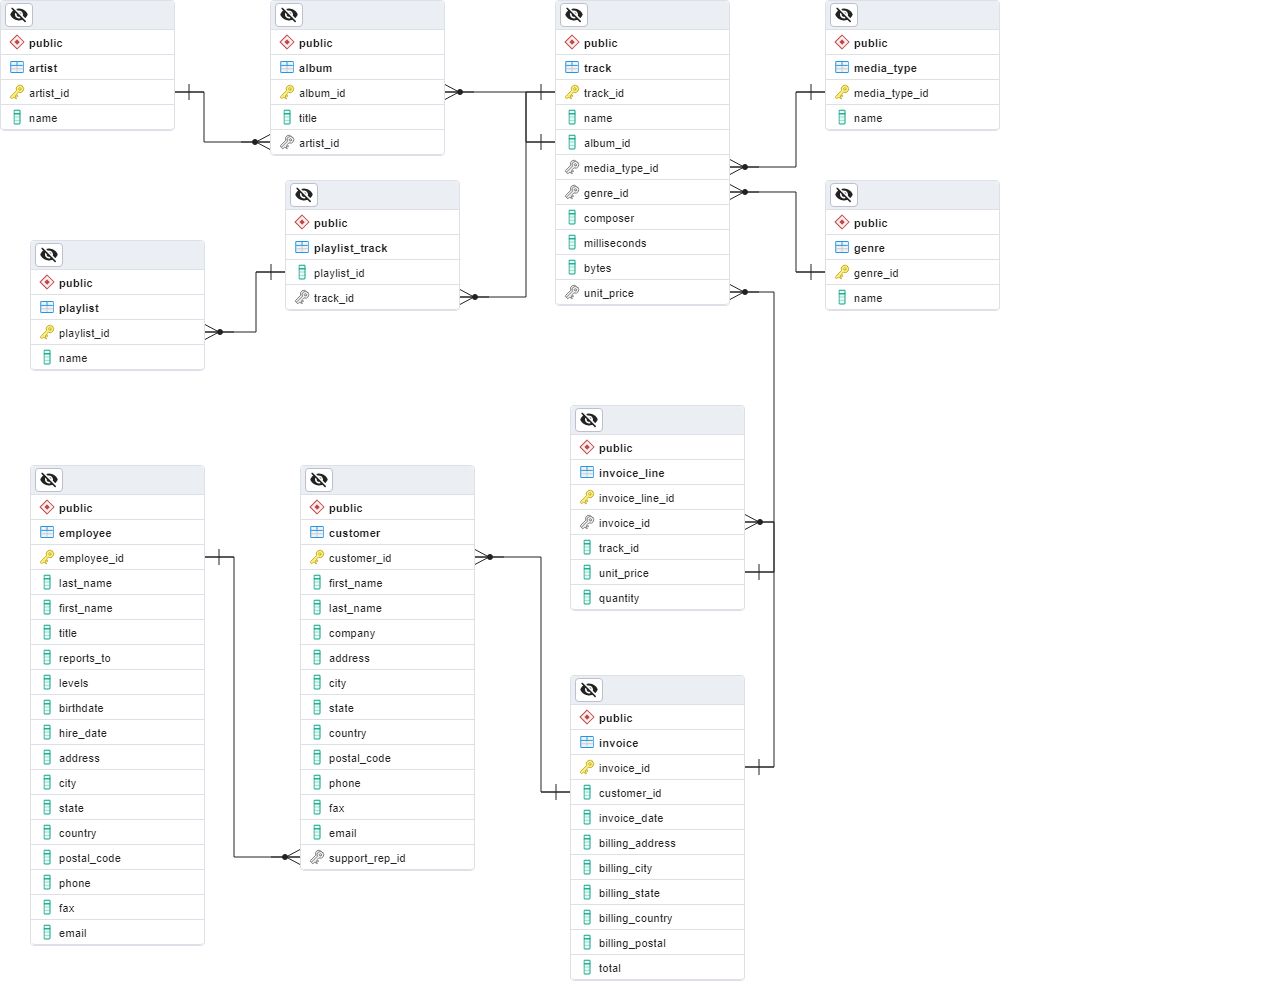 public
artist
artist_id
name
public
album
album_id
title
artist_id
public
track
track_id
name
album_id
media_type_id
genre_id
composer
milliseconds
bytes
unit_price
public
media_type
media_type_id
name
public
playlist_track
playlist_id
track_id
public
genre
genre_id
name
public
playlist
playlist_id
name
public
invoice_line
invoice_line_id
invoice_id
track_id
unit_price
quantity
public
employee
employee_id
last_name
first_name
title
reports_to
levels
birthdate
hire_date
address
city
state
country
postal_code
phone
fax
email
public
customer
customer_id
first_name
last_name
company
address
city
state
country
postal_code
phone
fax
email
support_rep_id
public
invoice
invoice_id
customer_id
invoice_date
billing_address
billing_city
billing_state
billing_country
billing_postal
total